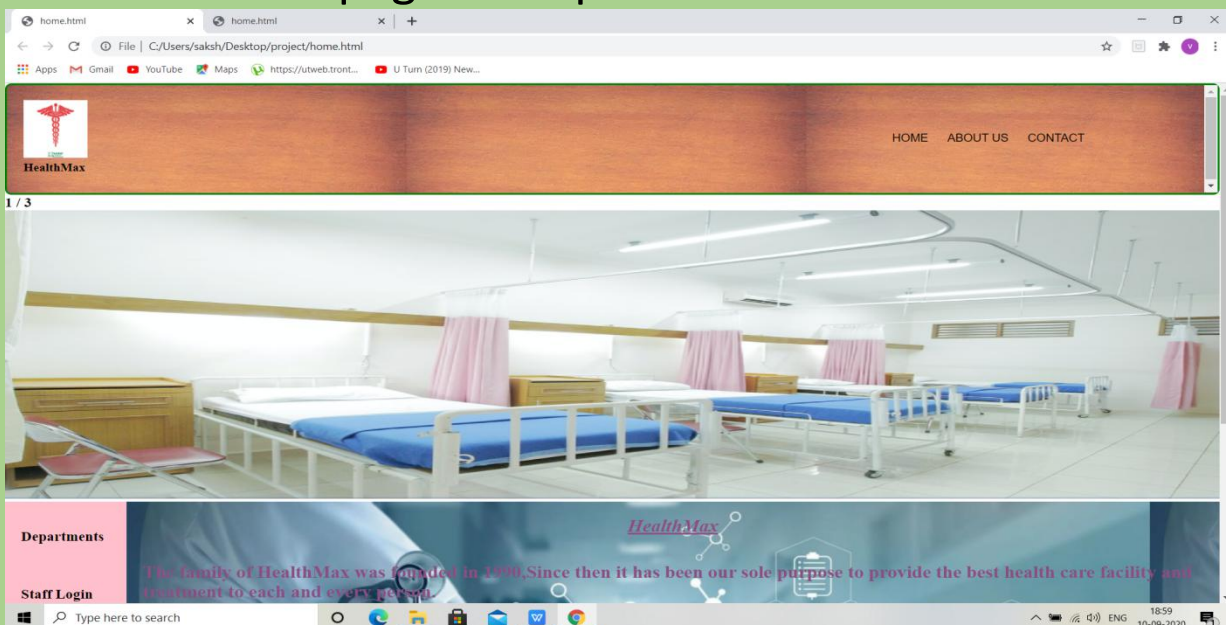 home.html
home.html
File | C:/Users/saksh/Desktop/project/home.html
Apps Gmail YouTube Maps https://utweb.tront... U Turn (2019) New...
HealthMax
HOME ABOUT US CONTACT
1 / 3
Departments
Staff Login
HealthMax
The family of HealthMax was founded in 1990,Since then it has been our sole purpose to provide the best health care facility and
treatment to each and every person.
Type here to search
ENG
18:59
10-09-2020